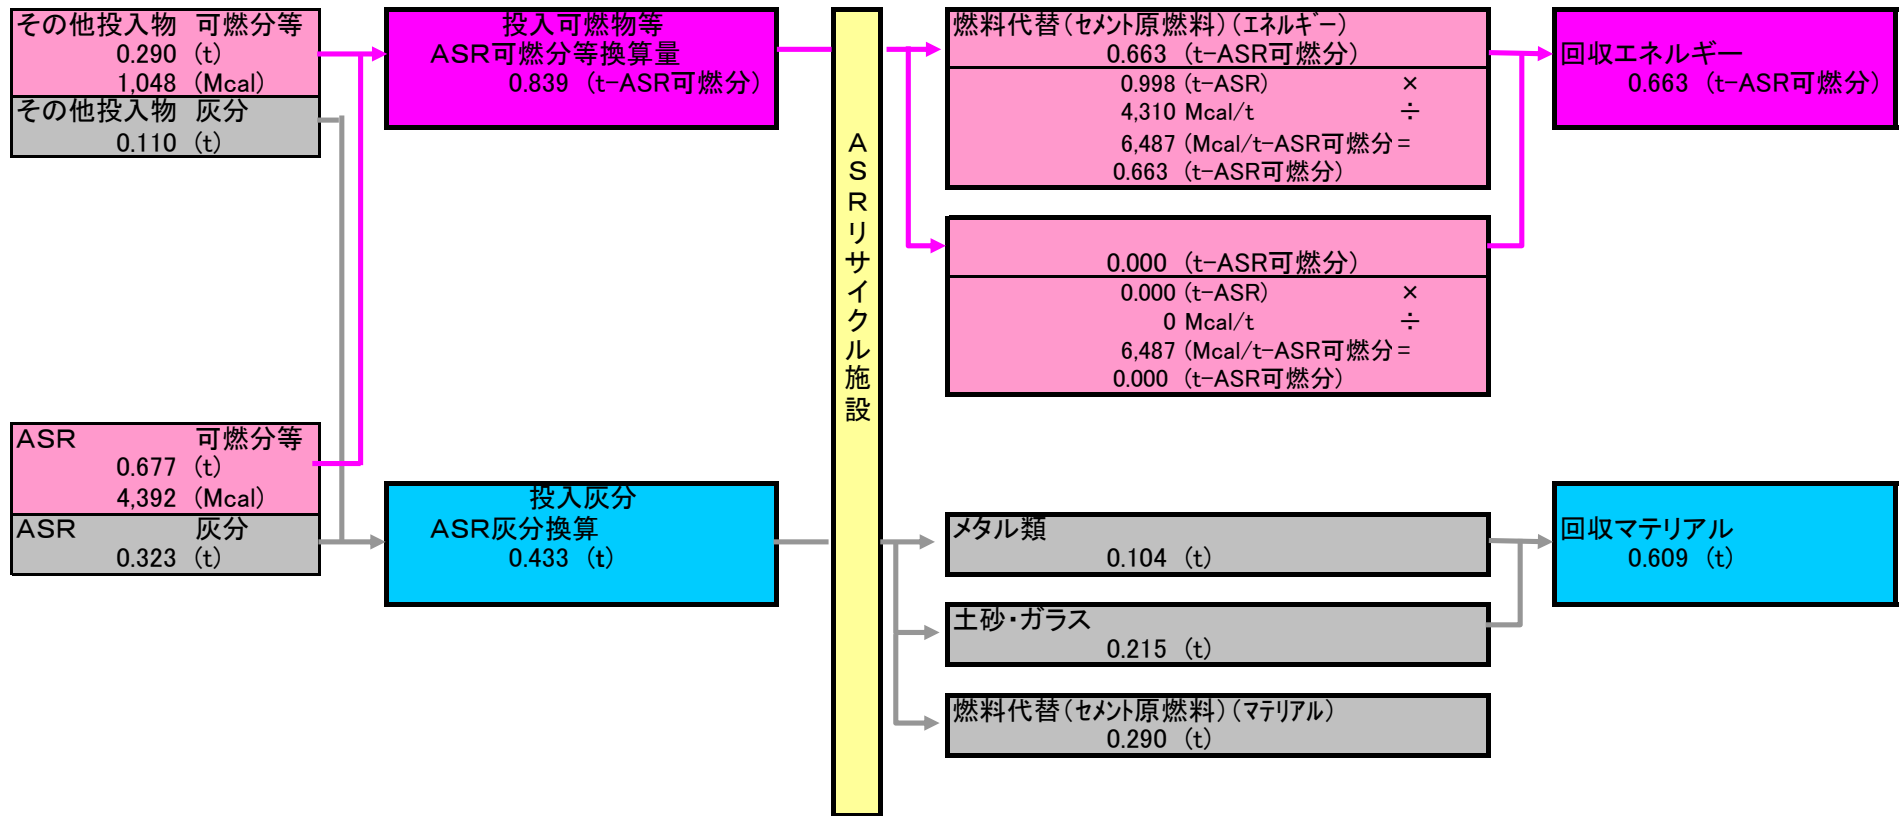 その他投入物 可燃分等
0.290 (t)
1,048 (Mcal)
その他投入物 灰分
0.110 (t)
投入可燃物等
ASR可燃分等換算量
0.839 (t-ASR可燃分)
ASRリサイクル施設
燃料代替(セメント原燃料)(エネルギー)
0.663 (t-ASR可燃分)
0.998 (t-ASR) ×
4,310 Mcal/t ÷
6,487 (Mcal/t-ASR可燃分=
0.663 (t-ASR可燃分)
回収エネルギー
0.663 (t-ASR可燃分)
0.000 (t-ASR可燃分)
0.000 (t-ASR) ×
0 Mcal/t ÷
6,487 (Mcal/t-ASR可燃分=
0.000 (t-ASR可燃分)
ASR 可燃分等
0.677 (t)
4,392 (Mcal)
ASR 灰分
0.323 (t)
投入灰分
ASR灰分換算
0.433 (t)
メタル類
0.104 (t)
土砂・ガラス
0.215 (t)
燃料代替(セメント原燃料)(マテリアル)
0.290 (t)
回収マテリアル
0.609 (t)